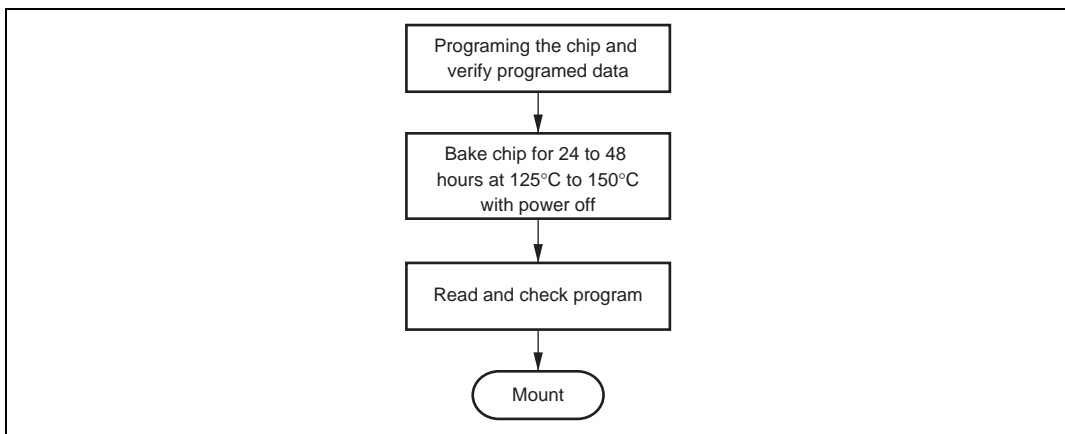 Programing the chip and
verify programed data
Bake chip for 24 to 48
hours at 125°C to 150°C
with power off
Read and check program
Mount